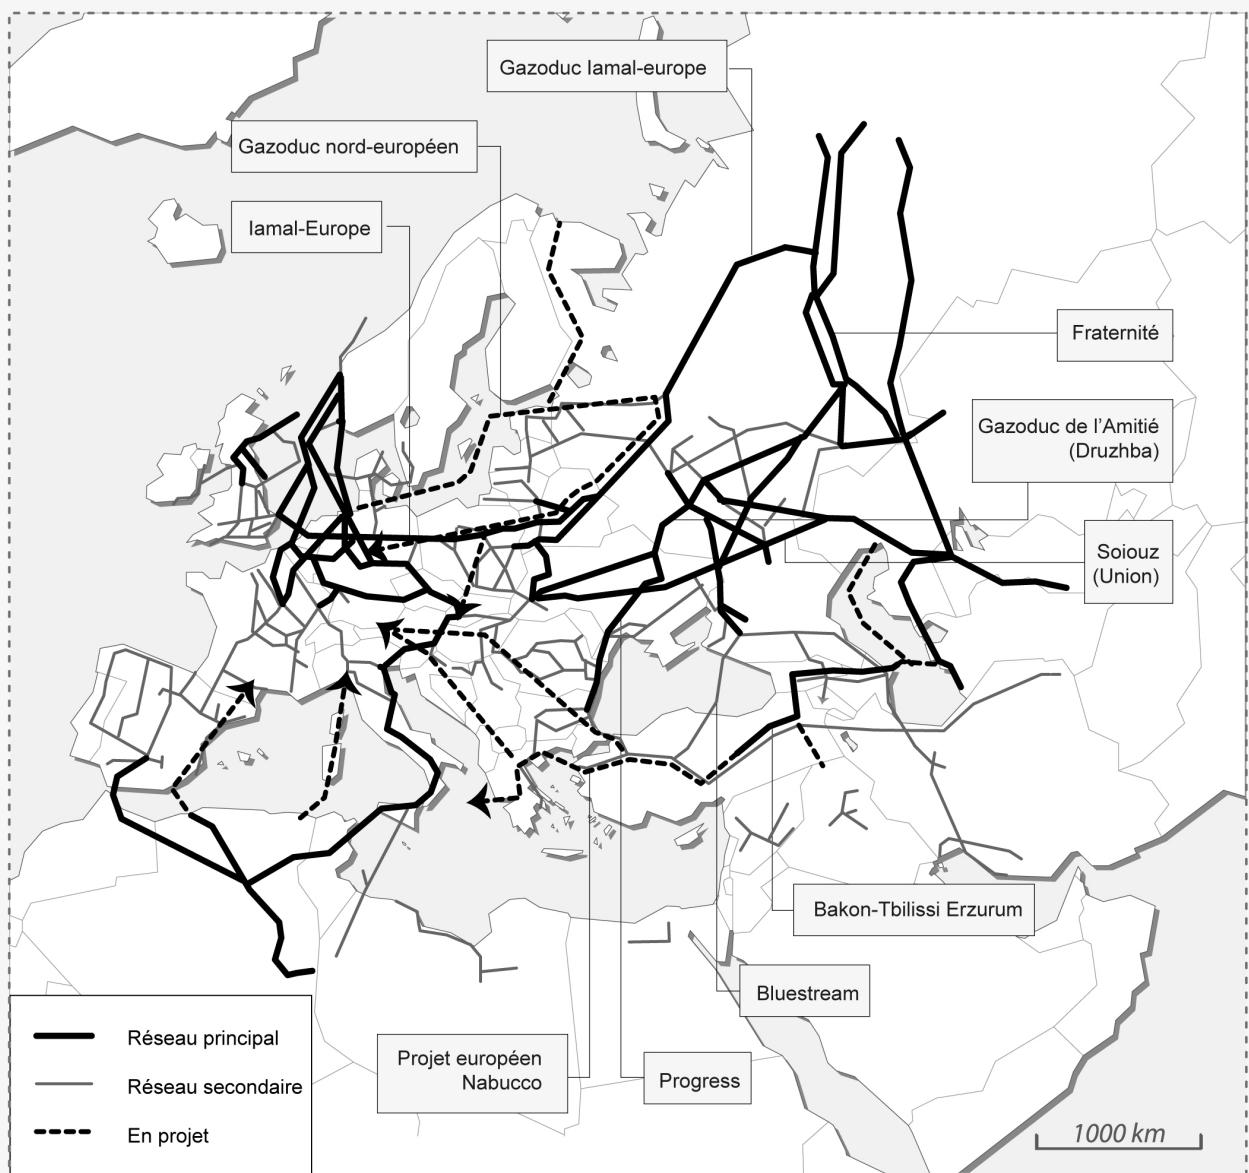 Gazoduc Iamal-europe
Gazoduc nord-européen
Iamal-Europe
Fraternité
Gazoduc de l’Amitié
(Druzhba)
Soiouz
(Union)
Bakon-Tbilissi Erzurum
Bluestream
Projet européen
Nabucco
Progress
Réseau principal
Réseau secondaire
En projet
1000 km